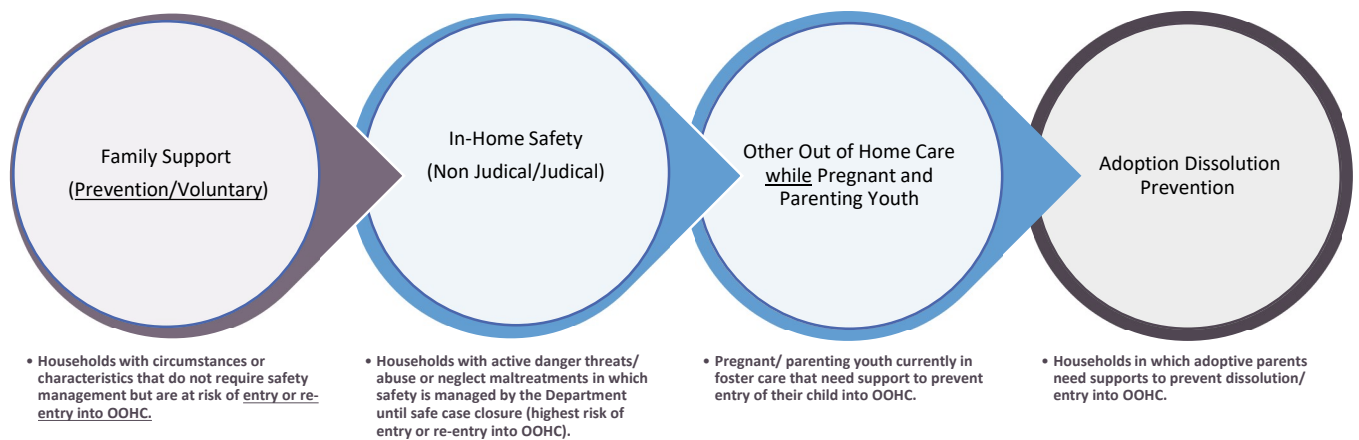 Family Support
(Prevention/Voluntary)
In-Home Safety
(Non Judical/Judical)
Other Out of Home Care
while Pregnant and
Parenting Youth
Adoption Dissolution
Prevention
• Households with circumstances or
characteristics that do not require safety
management but are at risk of entry or re-
entry into OOHC.
• Households with active danger threats/
abuse or neglect maltreatments in which
safety is managed by the Department
until safe case closure (highest risk of
entry or re-entry into OOHC).
• Pregnant/ parenting youth currently in
foster care that need support to prevent
entry of their child into OOHC.
• Households in which adoptive parents
need supports to prevent dissolution/
entry into OOHC.